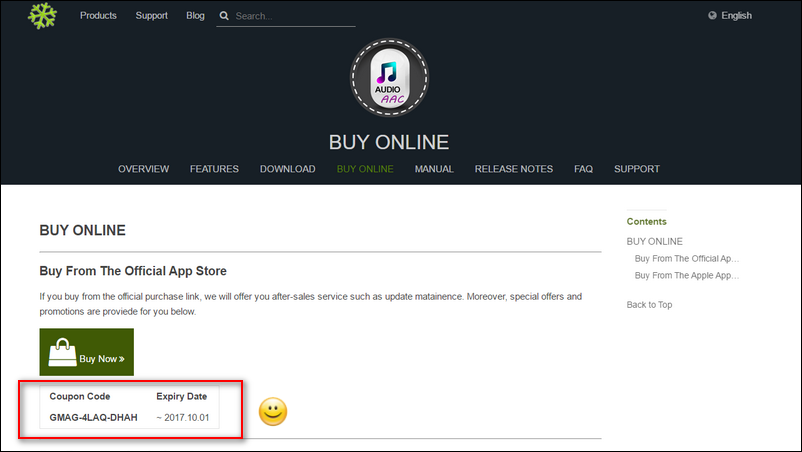 Products Support Blog Search... English
AUDIO
AAC
BUY ONLINE
OVERVIEW FEATURES DOWNLOAD BUY ONLINE MANUAL RELEASE NOTES FAQ SUPPORT
BUY ONLINE
Buy From The Official App Store
If you buy from the official purchase link, we will offer you after-sales service such as update matainence. Moreover, special offers and
promotions are proviede for you below.
Buy Now »
Coupon Code Expiry Date
GMAG-4LAQ-DHAH ~ 2017.10.01
Contents
BUY ONLINE
Buy From The Official Ap...
Buy From The Apple App...
Back to Top